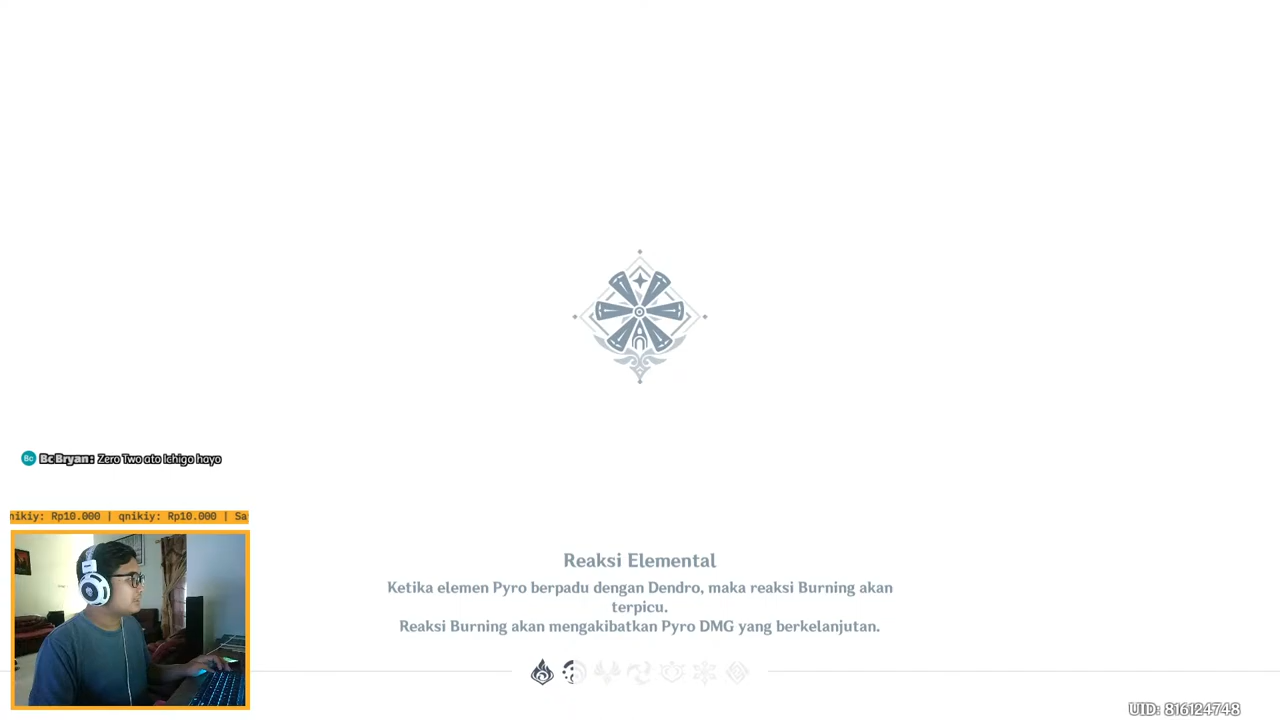 Bc Bryan: Zero Two ato Ichigo hayo
nikiy: Rp10.000 | qnikiy: Rp10.000 | Sa
Reaksi Elemental
Ketika elemen Pyro berpadu dengan Dendro, maka reaksi Burning akan
terpicu.
Reaksi Burning akan mengakibatkan Pyro DMG yang berkelanjutan.
UID: 816124748